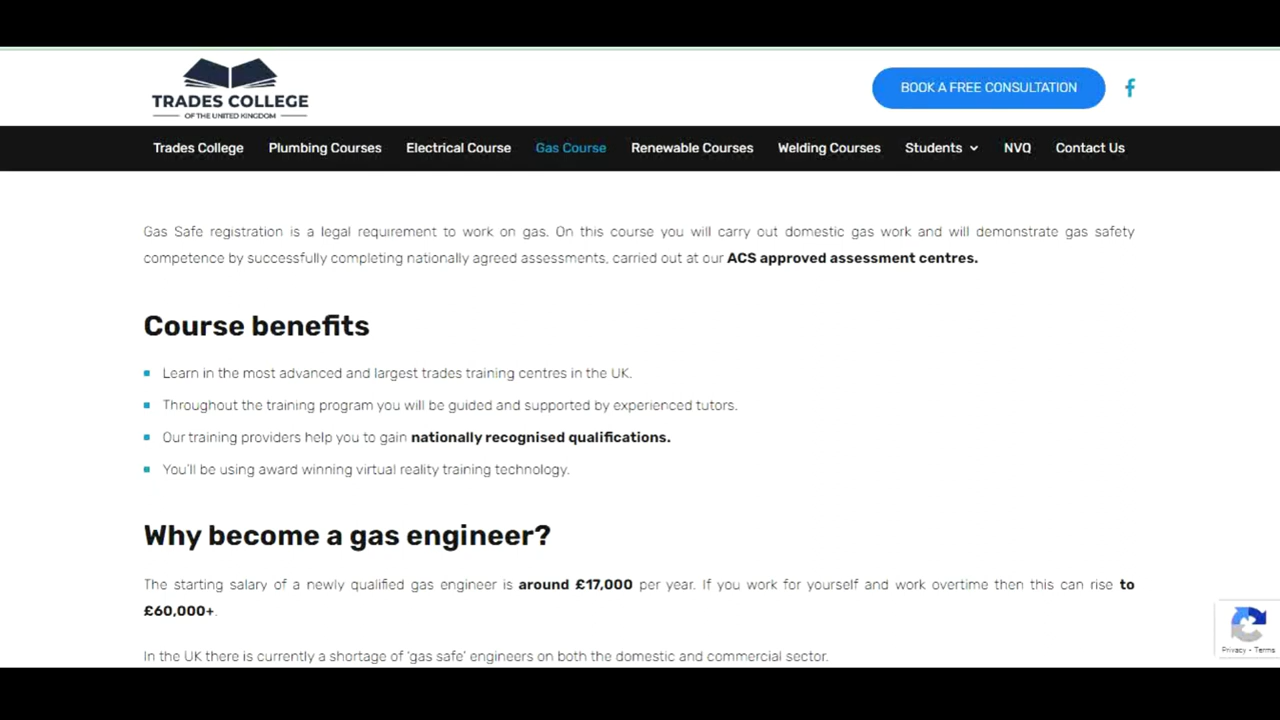 TRADES COLLEGE
OF THE UNITED KINGDOM
BOOK A FREE CONSULTATION
Trades College Plumbing Courses Electrical Course Gas Course Renewable Courses Welding Courses Students NVQ Contact Us
Gas Safe registration is a legal requirement to work on gas. On this course you will carry out domestic gas work and will demonstrate gas safety
competence by successfully completing nationally agreed assessments, carried out at our ACS approved assessment centres.
Course benefits
Learn in the most advanced and largest trades training centres in the UK.
Throughout the training program you will be guided and supported by experienced tutors.
Our training providers help you to gain nationally recognised qualifications.
You'll be using award winning virtual reality training technology.
Why become a gas engineer?
The starting salary of a newly qualified gas engineer is around £17,000 per year. If you work for yourself and work overtime then this can rise to
£60,000+.
In the UK there is currently a shortage of 'gas safe' engineers on both the domestic and commercial sector.
Privacy - Terms